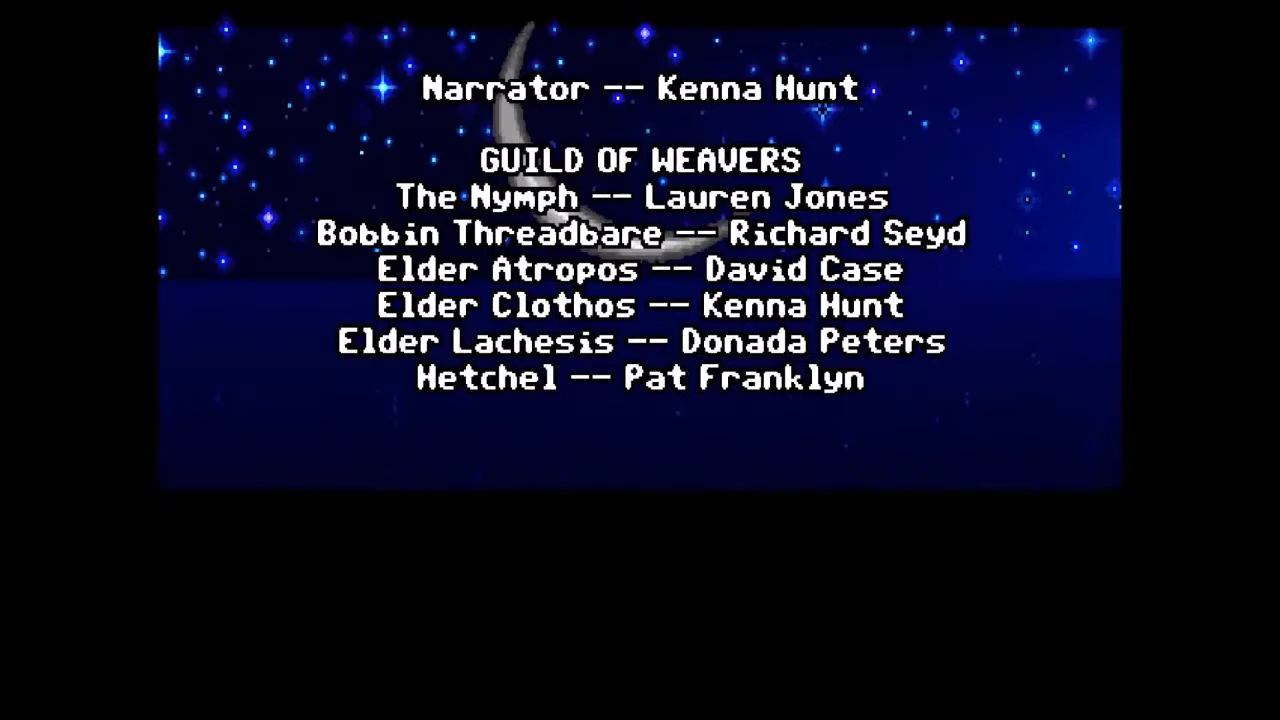 Narrator -- Kenna Hunt
GUILD OF WEAVERS
The Nymph -- Lauren Jones
Bobbin Threadbare -- Richard Seyd
Elder Atropos -- David Case
Elder Clothos -- Kenna Hunt
Elder Lachesis -- Donada Peters
Hetchel -- Pat Franklyn